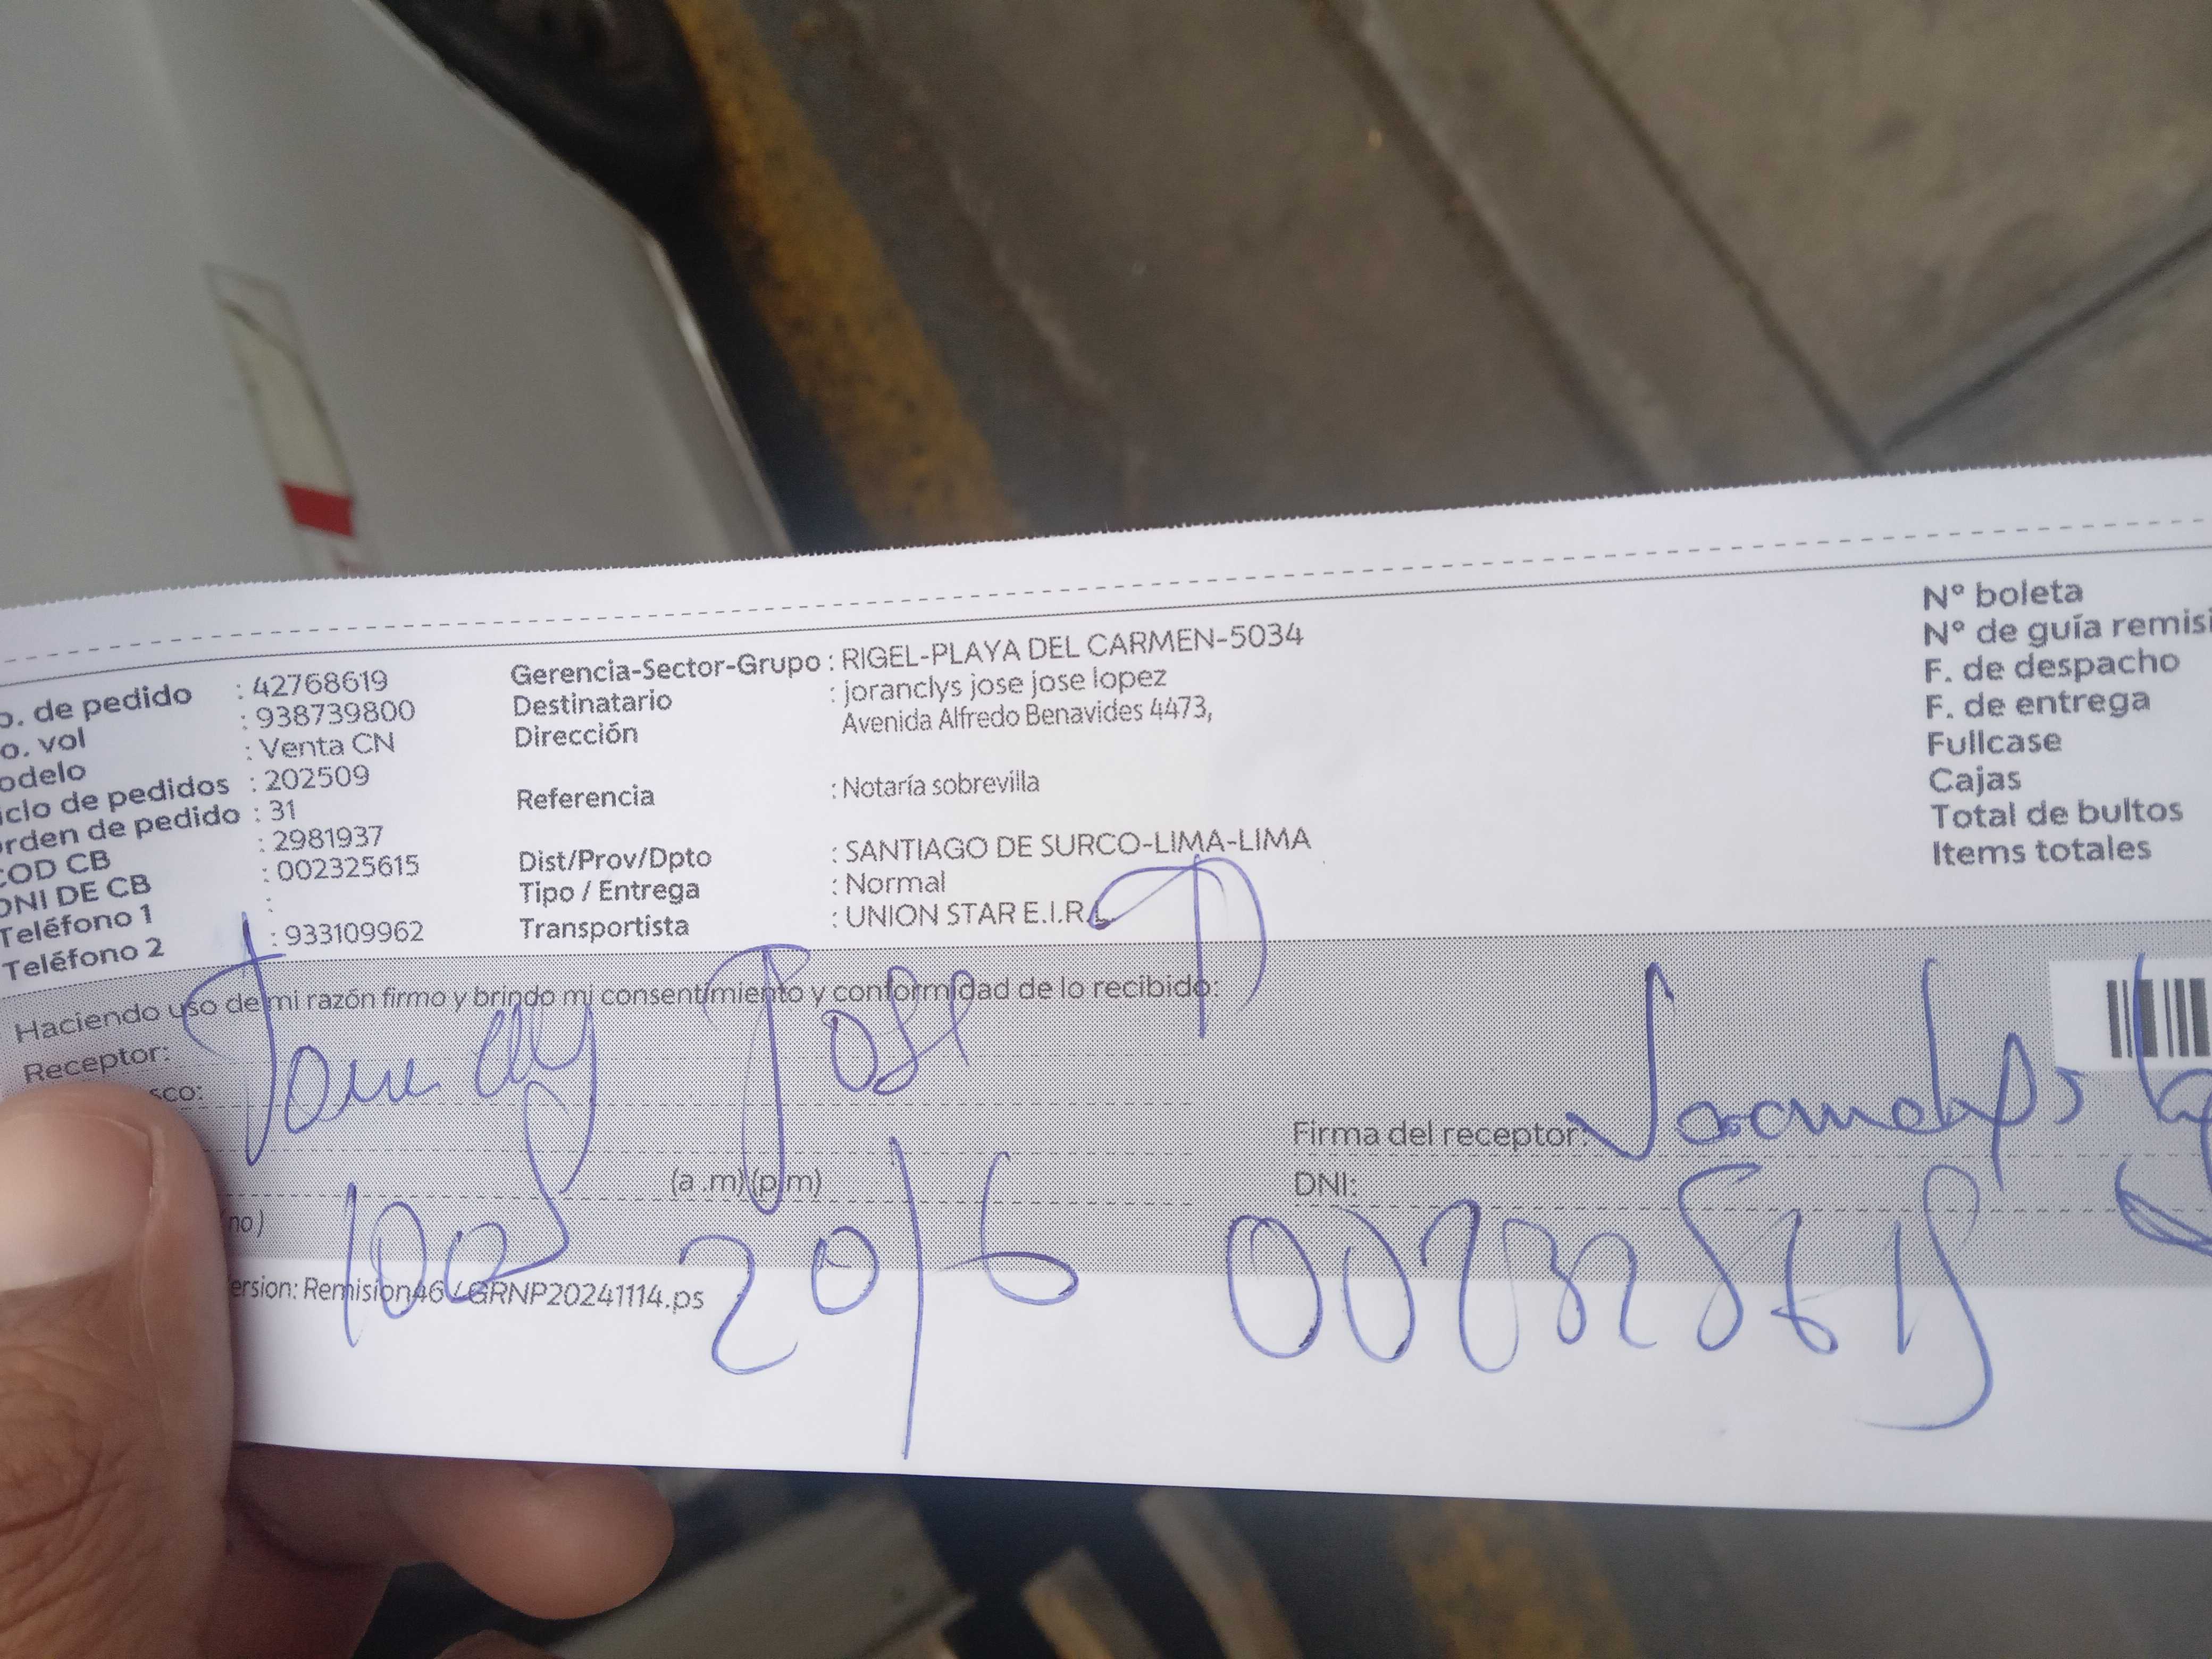 o. de pedido : 42768619
o. vol : 938739800
odelo : Venta CN
iclo de pedidos : 202509
rden de pedido : 31
COD CB : 2981937
DNI DE CB : 002325615
Teléfono 1 :
Teléfono 2 : 933109962
Gerencia-Sector-Grupo : RIGEL-PLAYA DEL CARMEN-5034
Destinatario : joranclys jose jose lopez
Dirección Avenida Alfredo Benavides 4473,
Referencia : Notaría sobrevilla
Dist/Prov/Dpto : SANTIAGO DE SURCO-LIMA-LIMA
Tipo / Entrega : Normal
Transportista : UNION STAR E.I.R.L
N° boleta
N° de guía remisi
F. de despacho
F. de entrega
Fullcase
Cajas
Total de bultos
Items totales
Haciendo uso de mi razón firmo y brindo mi consentimiento y conformidad de lo recibido:
Receptor: Jose
sco:
(a .m) (p.m)
no)
Firma del receptor:
DNI: 002325615
20/6
ersion: Remision46 / GRNP20241114.ps